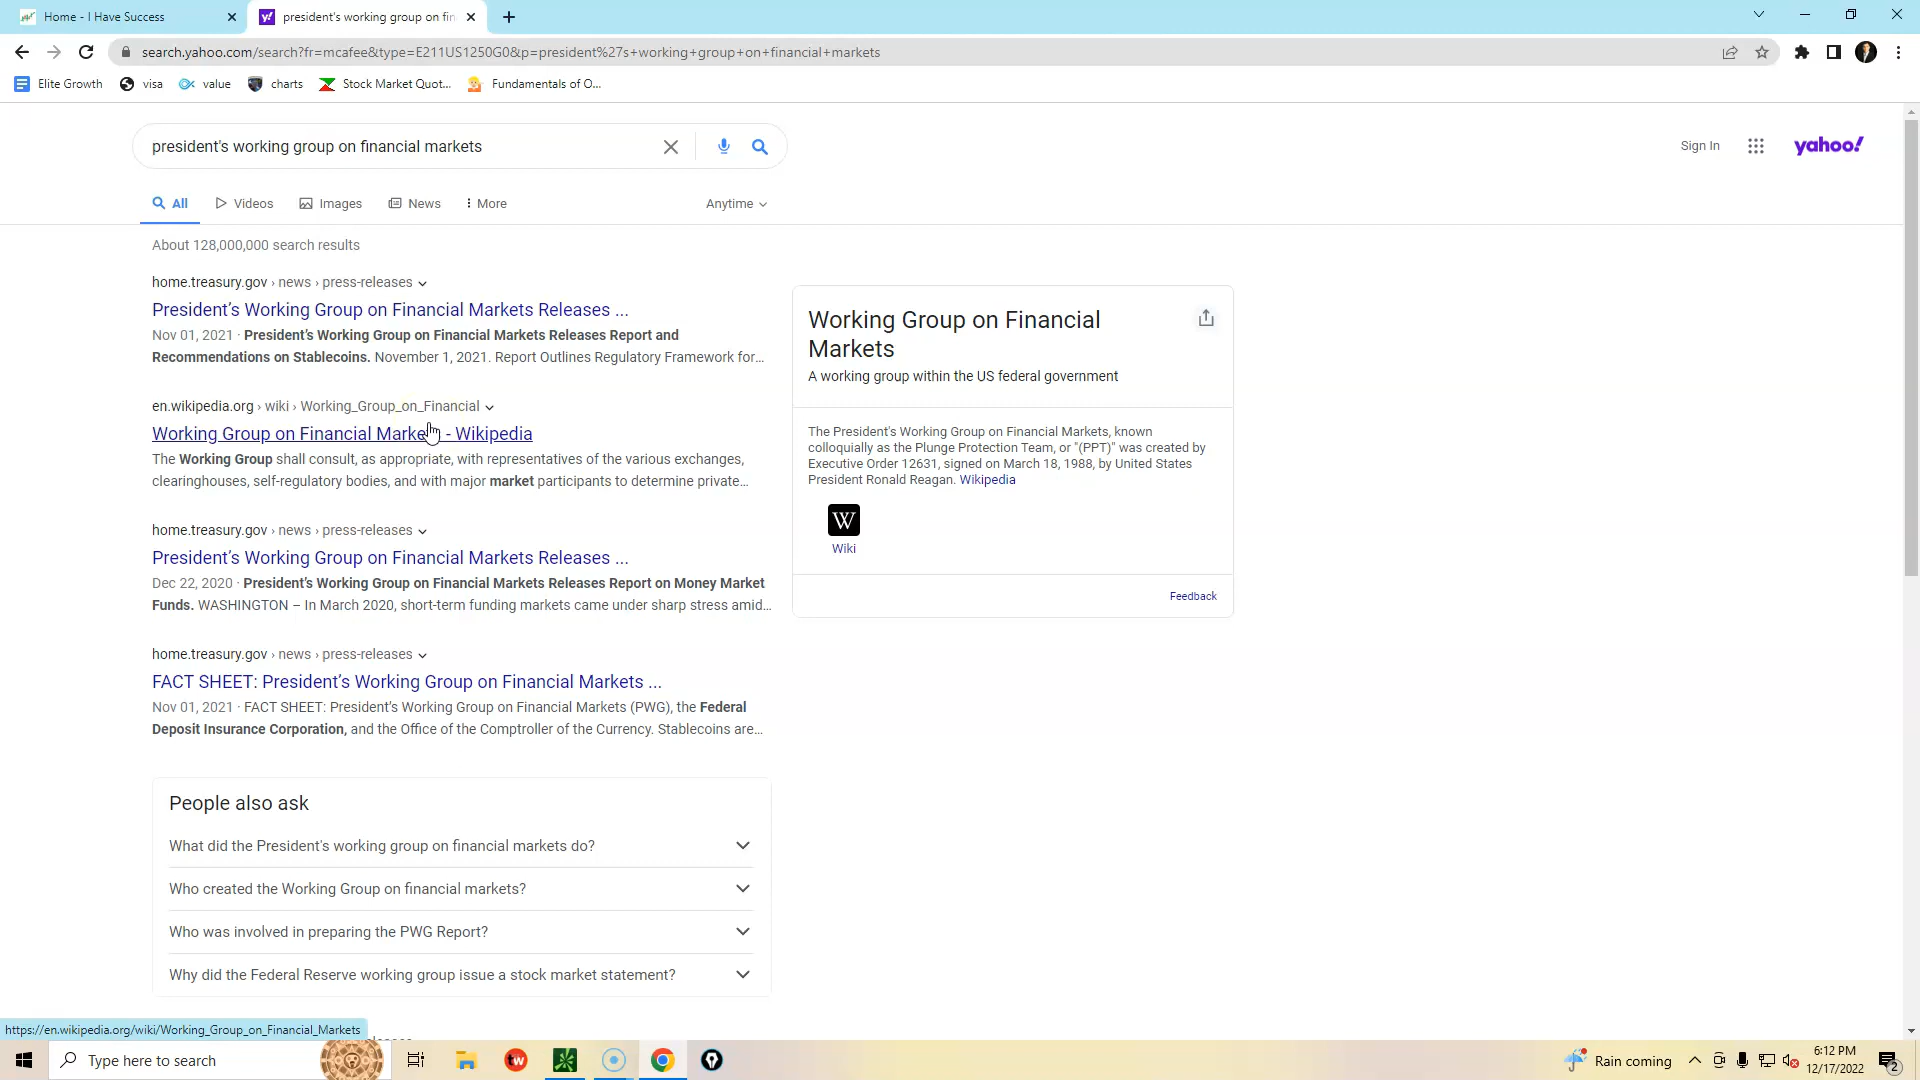 Home - I Have Success
president's working group on fin
search.yahoo.com/search?fr=mcafee&type=E211US1250G0&p=president%27s+working+group+on+financial+markets
Elite Growth
visa
value
charts
Stock Market Quot...
Fundamentals of O...
president's working group on financial markets
Sign In
yahoo!
All
Videos
Images
News
More
Anytime
About 128,000,000 search results
home.treasury.gov › news › press-releases
President's Working Group on Financial Markets Releases ...
Nov 01, 2021 · President's Working Group on Financial Markets Releases Report and
Recommendations on Stablecoins. November 1, 2021. Report Outlines Regulatory Framework for...
en.wikipedia.org › wiki › Working_Group_on_Financial
Working Group on Financial Markets - Wikipedia
The Working Group shall consult, as appropriate, with representatives of the various exchanges,
clearinghouses, self-regulatory bodies, and with major market participants to determine private...
home.treasury.gov › news › press-releases
President's Working Group on Financial Markets Releases ...
Dec 22, 2020 · President's Working Group on Financial Markets Releases Report on Money Market
Funds. WASHINGTON – In March 2020, short-term funding markets came under sharp stress amid...
home.treasury.gov › news › press-releases
FACT SHEET: President's Working Group on Financial Markets ...
Nov 01, 2021 · FACT SHEET: President's Working Group on Financial Markets (PWG), the Federal
Deposit Insurance Corporation, and the Office of the Comptroller of the Currency. Stablecoins are...
People also ask
What did the President's working group on financial markets do?
Who created the Working Group on financial markets?
Who was involved in preparing the PWG Report?
Why did the Federal Reserve working group issue a stock market statement?
Working Group on Financial
Markets
A working group within the US federal government
The President's Working Group on Financial Markets, known
colloquially as the Plunge Protection Team, or "(PPT)" was created by
Executive Order 12631, signed on March 18, 1988, by United States
President Ronald Reagan. Wikipedia
W
Wiki
Feedback
https://en.wikipedia.org/wiki/Working_Group_on_Financial_Markets
Type here to search
tw
Rain coming
6:12 PM
12/17/2022
2